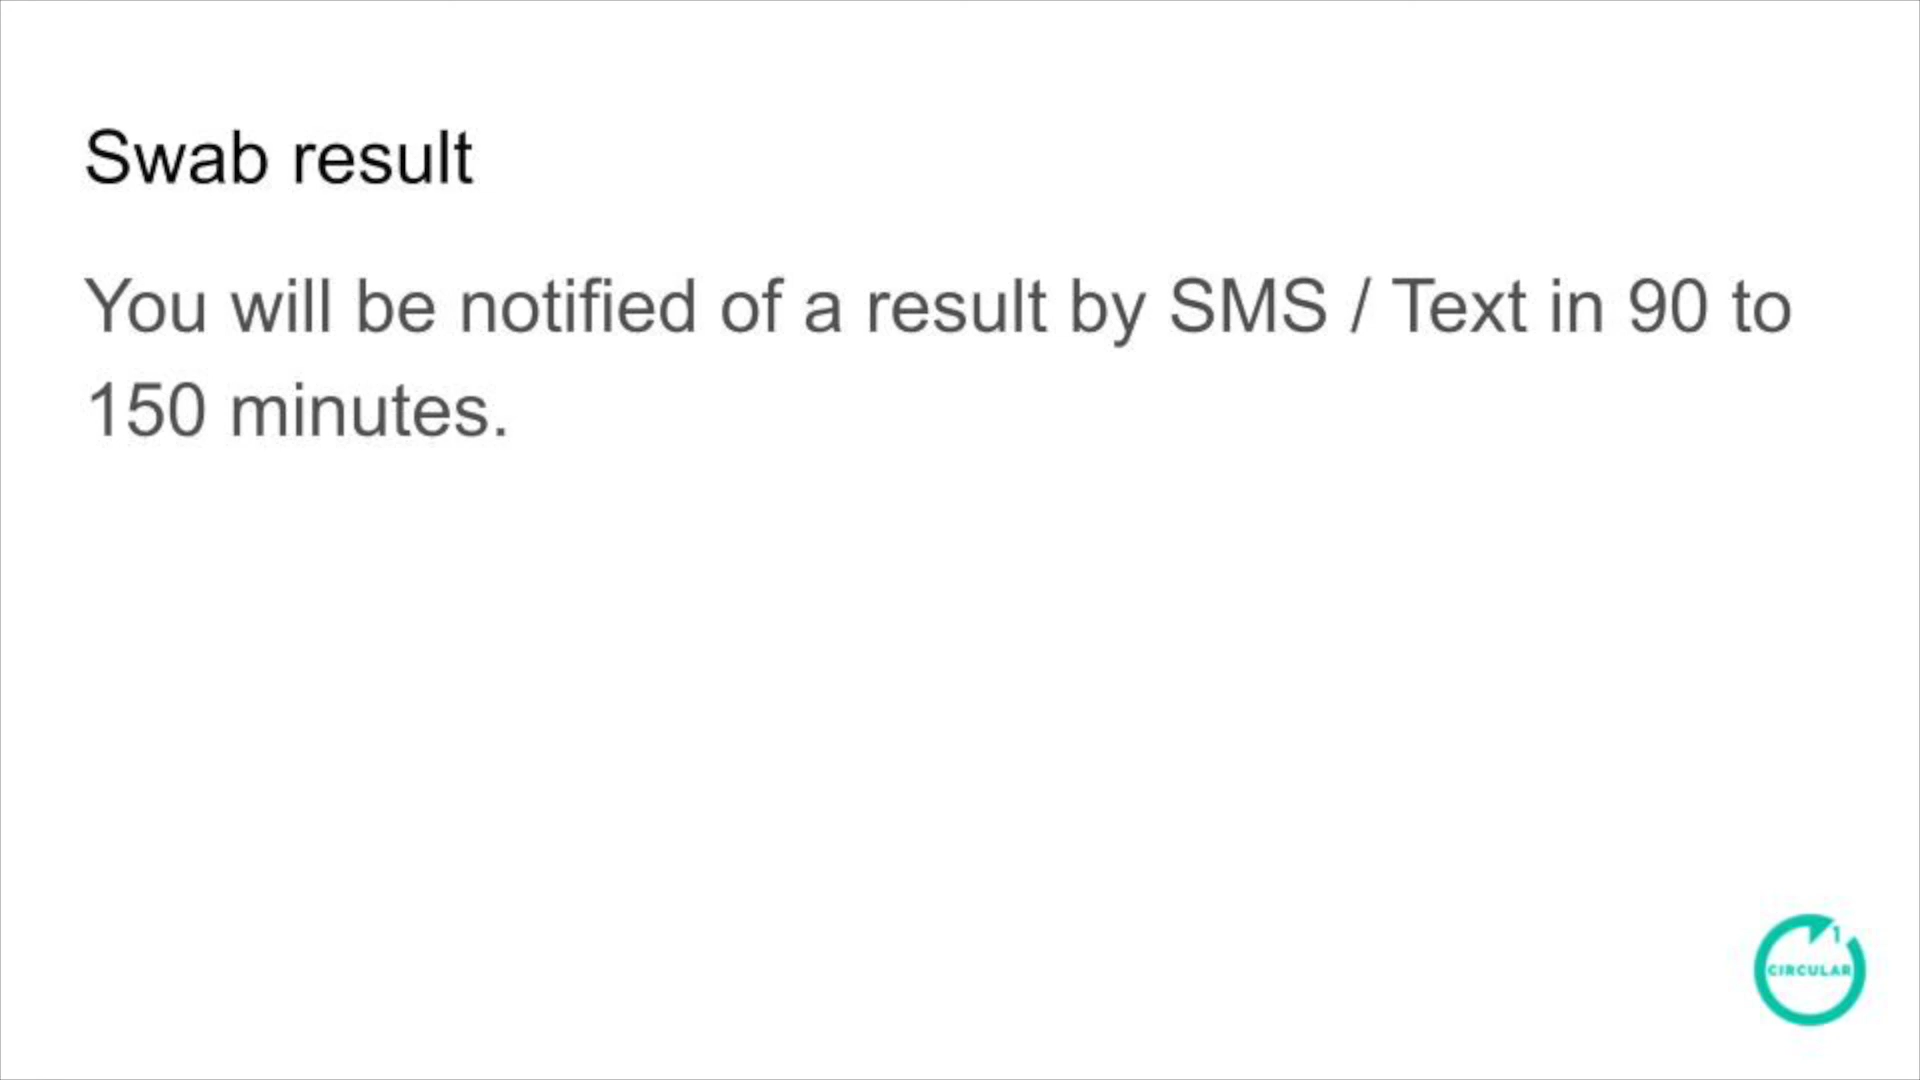 Swab result
You will be notified of a result by SMS / Text in 90 to
150 minutes.
1
CIRCULAR